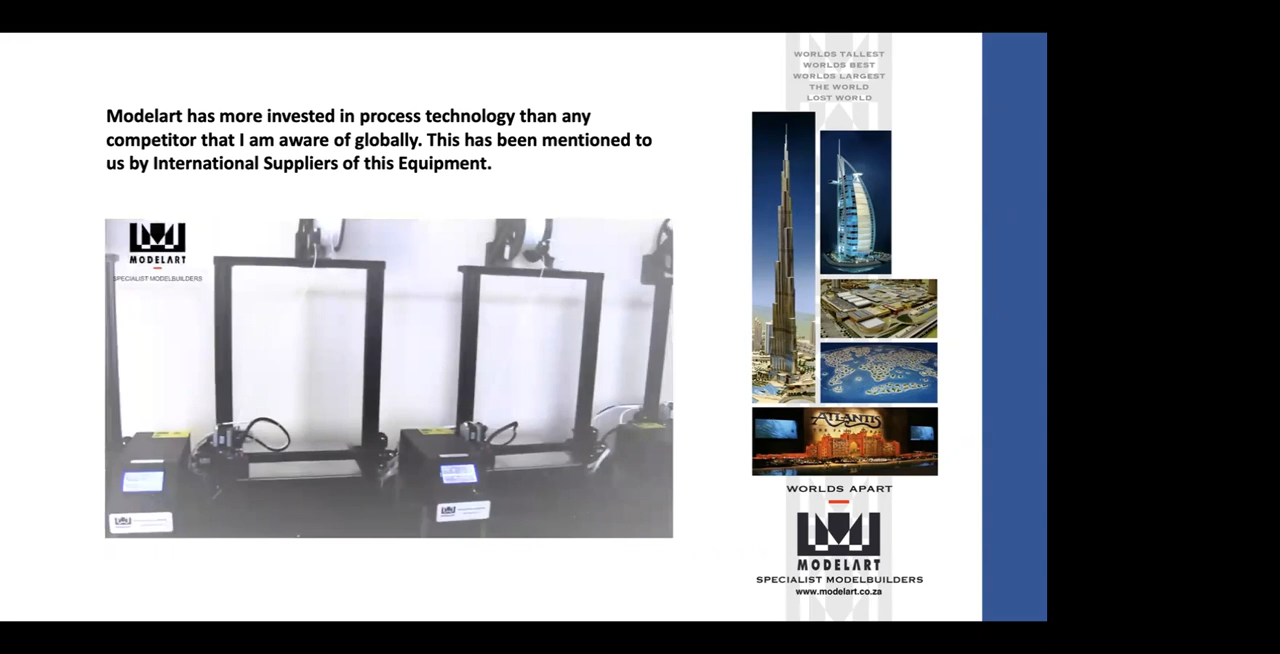 Modelart has more invested in process technology than any
competitor that I am aware of globally. This has been mentioned to
us by International Suppliers of this Equipment.
MODELART
SPECIALIST MODELBUILDERS
WORLDS TALLEST
WORLDS BEST
WORLDS LARGEST
THE WORLD
LOST WORLD
ATLANTIS
WORLDS APART
MODELART
SPECIALIST MODELBUILDERS
www.modelart.co.za